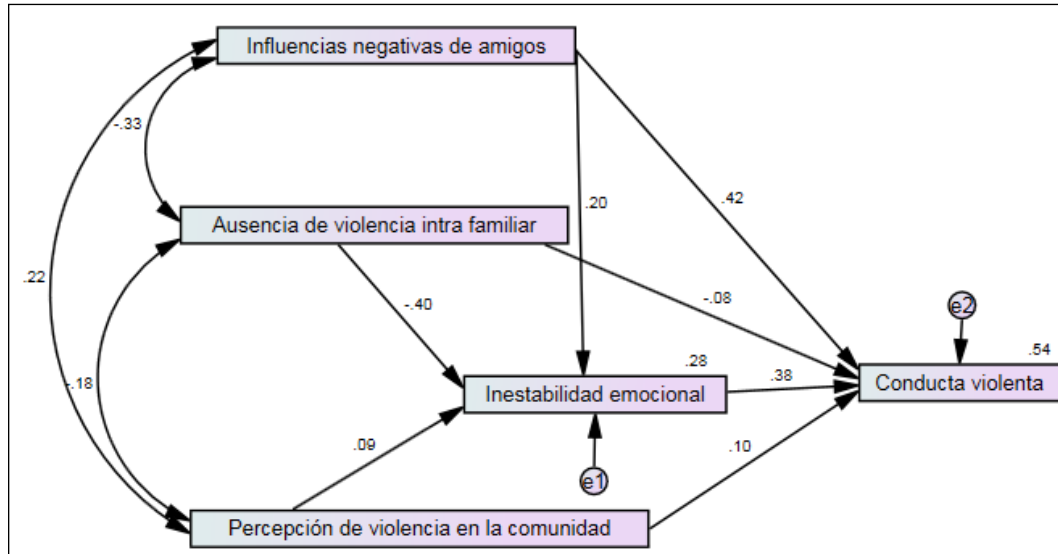 Influencias negativas de amigos
-.33
.20
.42
Ausencia de violencia intra familiar
.22
-.40
-.08
e2
-.18
.28
.54
Inestabilidad emocional
.38
Conducta violenta
.09
.10
e1
Percepción de violencia en la comunidad